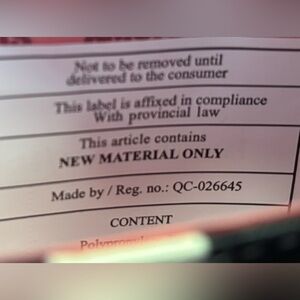 Not to be removed until
delivered to the consumer
This label is affixed in compliance
With provincial law
This article contains
NEW MATERIAL ONLY
Made by / Reg. no.: QC-026645
CONTENT